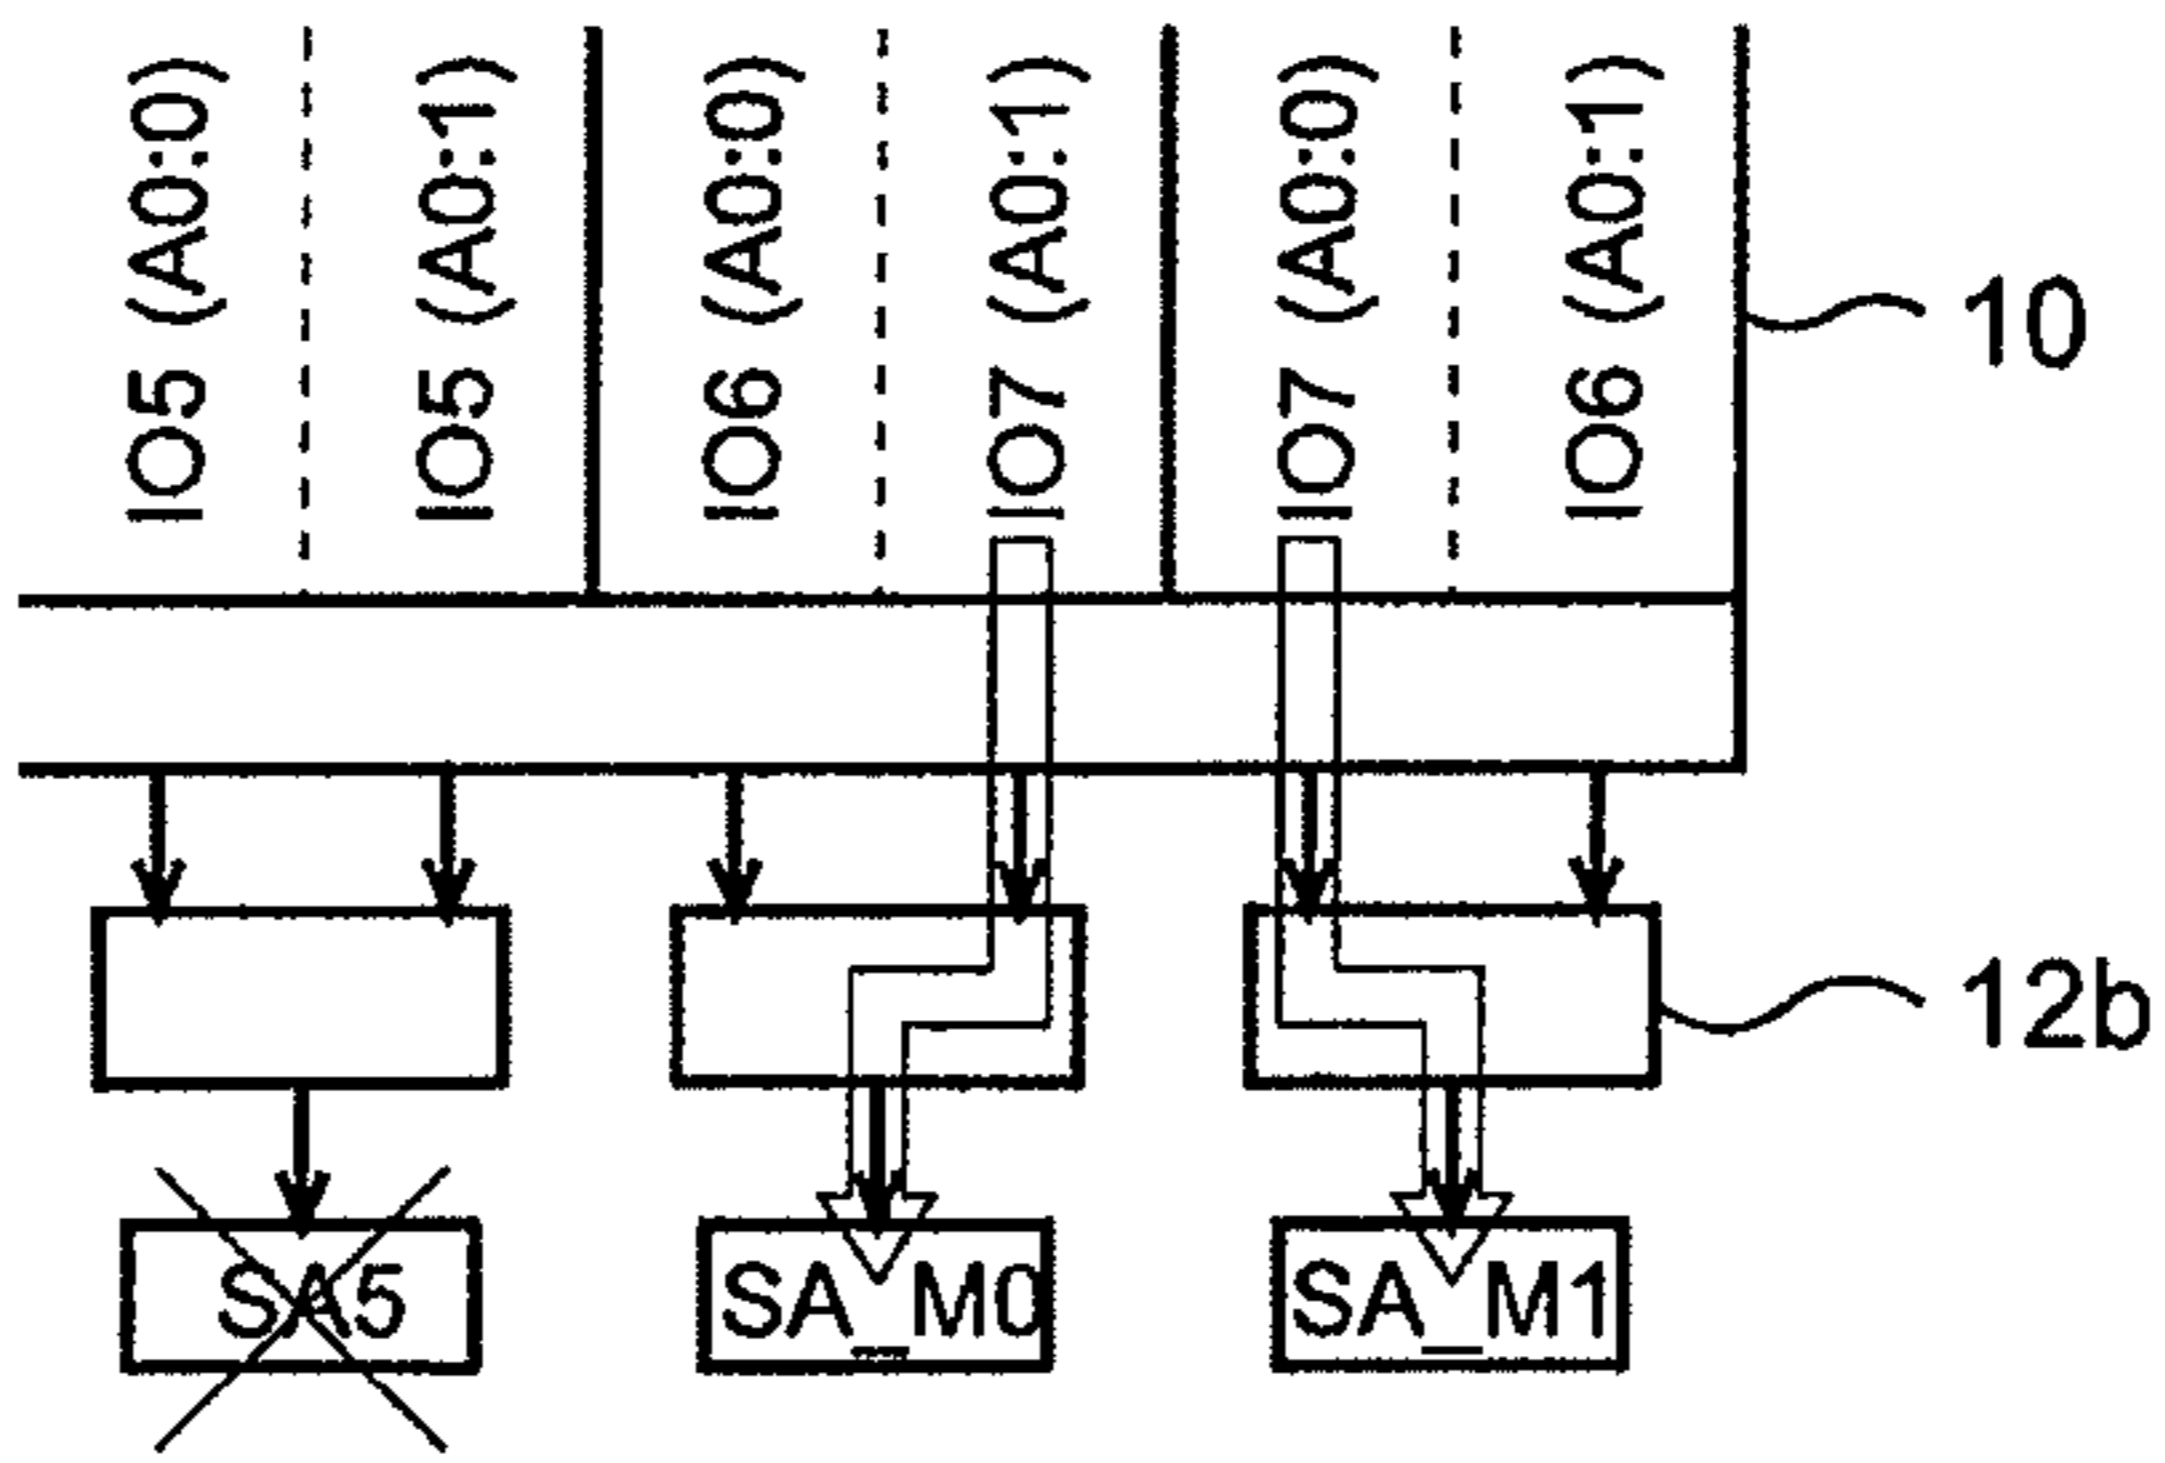 IO5 (A0:0)
IO5 (A0:1)
IO6 (A0:0)
IO7 (A0:1)
IO7 (A0:0)
IO6 (A0:1)
10
12b
SA5
SA_M0
SA_M1